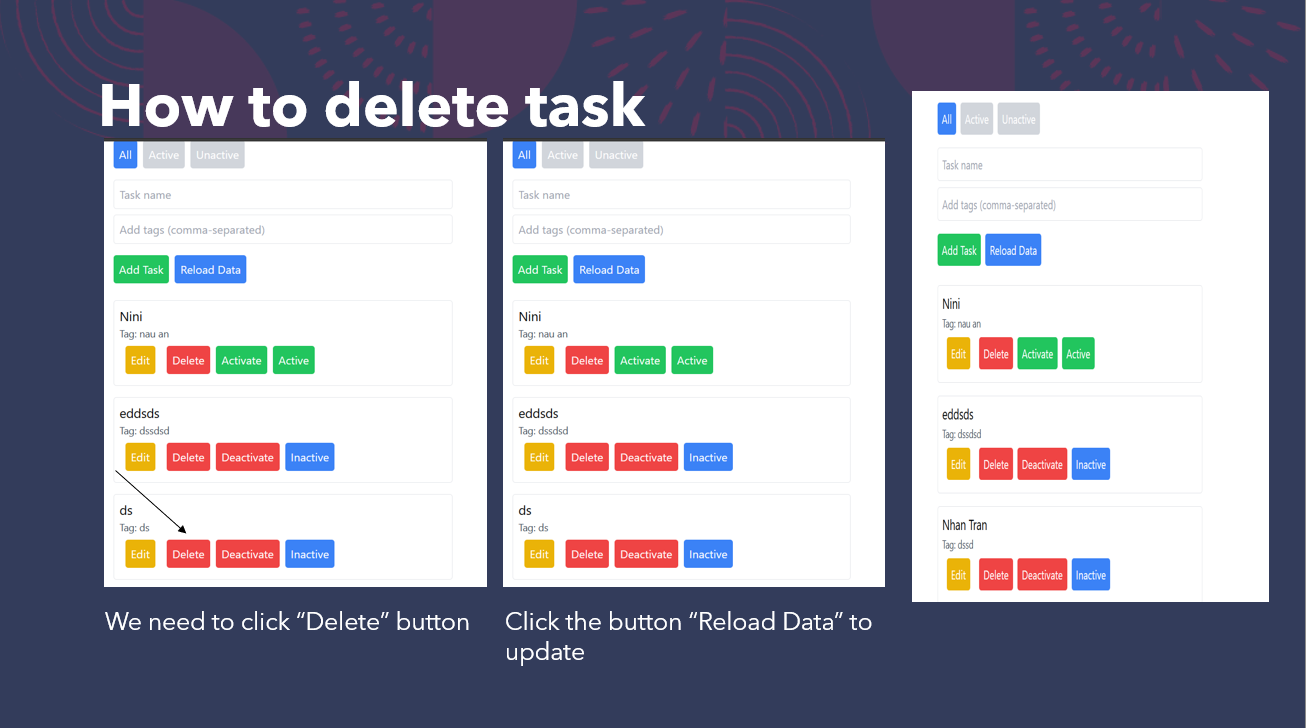 How to delete task
All Active Unactive
Task name
Add tags (comma-separated)
Add Task Reload Data
Nini
Tag: nau an
Edit Delete Activate Active
eddsds
Tag: dssdsd
Edit Delete Deactivate Inactive
ds
Tag: ds
Edit Delete Deactivate Inactive
We need to click “Delete” button
All Active Unactive
Task name
Add tags (comma-separated)
Add Task Reload Data
Nini
Tag: nau an
Edit Delete Activate Active
eddsds
Tag: dssdsd
Edit Delete Deactivate Inactive
ds
Tag: ds
Edit Delete Deactivate Inactive
Click the button “Reload Data” to
update
All Active Unactive
Task name
Add tags (comma-separated)
Add Task Reload Data
Nini
Tag: nau an
Edit Delete Activate Active
eddsds
Tag: dssdsd
Edit Delete Deactivate Inactive
Nhan Tran
Tag: dssd
Edit Delete Deactivate Inactive